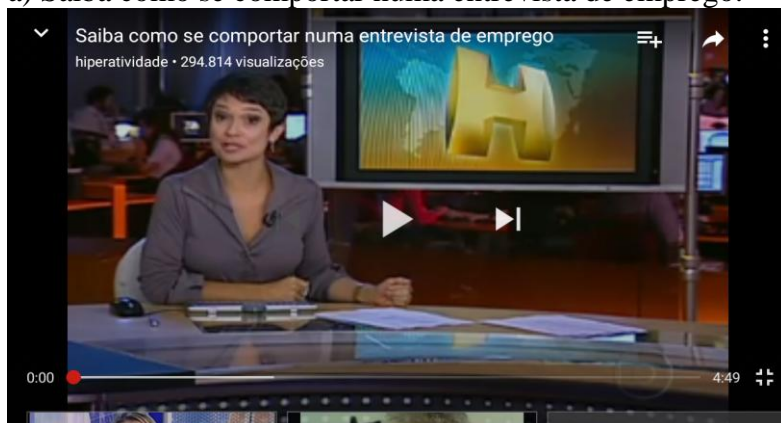 a) Saiba como se comportar numa entrevista de emprego:
Saiba como se comportar numa entrevista de emprego
hiperatividade • 294.814 visualizações
H
0:00
4:49